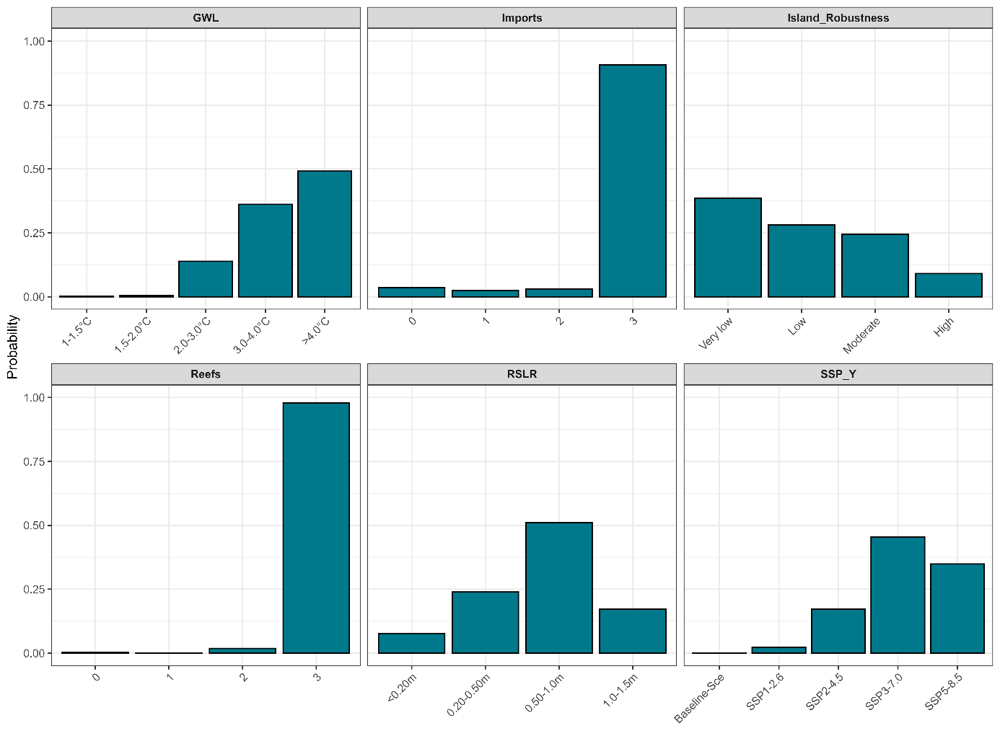 GWL
Imports
Island_Robustness
1.00
0.75
0.50
0.25
0.00
1-1.5°C
1.5-2.0°C
2.0-3.0°C
3.0-4.0°C
>4.0°C
0
1
2
3
Very low
Low
Moderate
High
Probability
Reefs
RSLR
SSP_Y
1.00
0.75
0.50
0.25
0.00
0
1
2
3
<0.20m
0.20-0.50m
0.50-1.0m
1.0-1.5m
Baseline-Sce
SSP1-2.6
SSP2-4.5
SSP3-7.0
SSP5-8.5